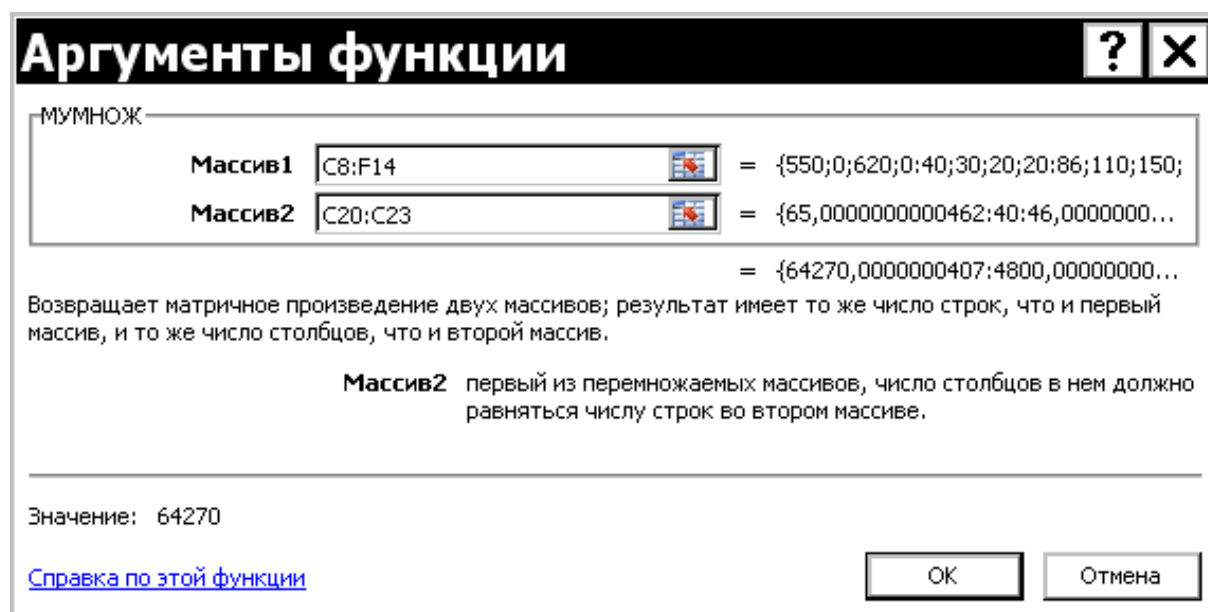 Аргументы функции
МУМНОЖ
Массив1 C8:F14 = {550;0;620;0:40;30;20;20:86;110;150;
Массив2 C20:C23 = {65,0000000000462:40:46,0000000...
= {64270,0000000407:4800,00000000...
Возвращает матричное произведение двух массивов; результат имеет то же число строк, что и первый
массив, и то же число столбцов, что и второй массив.
Массив2 первый из перемножаемых массивов, число столбцов в нем должно
равняться числу строк во втором массиве.
Значение: 64270
Справка по этой функции OK Отмена